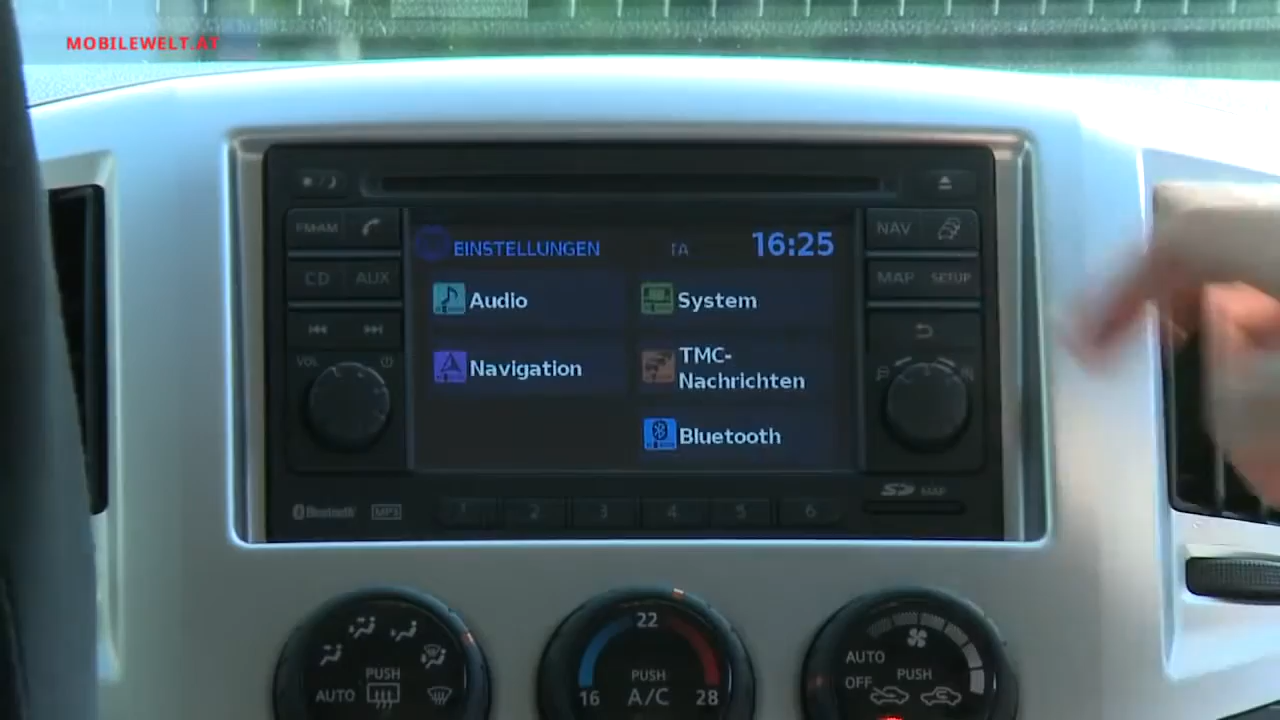 MOBILEWELT.AT
FM•AM
CD AUX
VOL
EINSTELLUNGEN TA 16:25
Audio
System
Navigation
TMC-
Nachrichten
Bluetooth
NAV
MAP SETUP
Bluetooth MP3
1 2 3 4 5 6
SD MAP
PUSH
AUTO
22
PUSH
16 A/C 28
AUTO
OFF PUSH